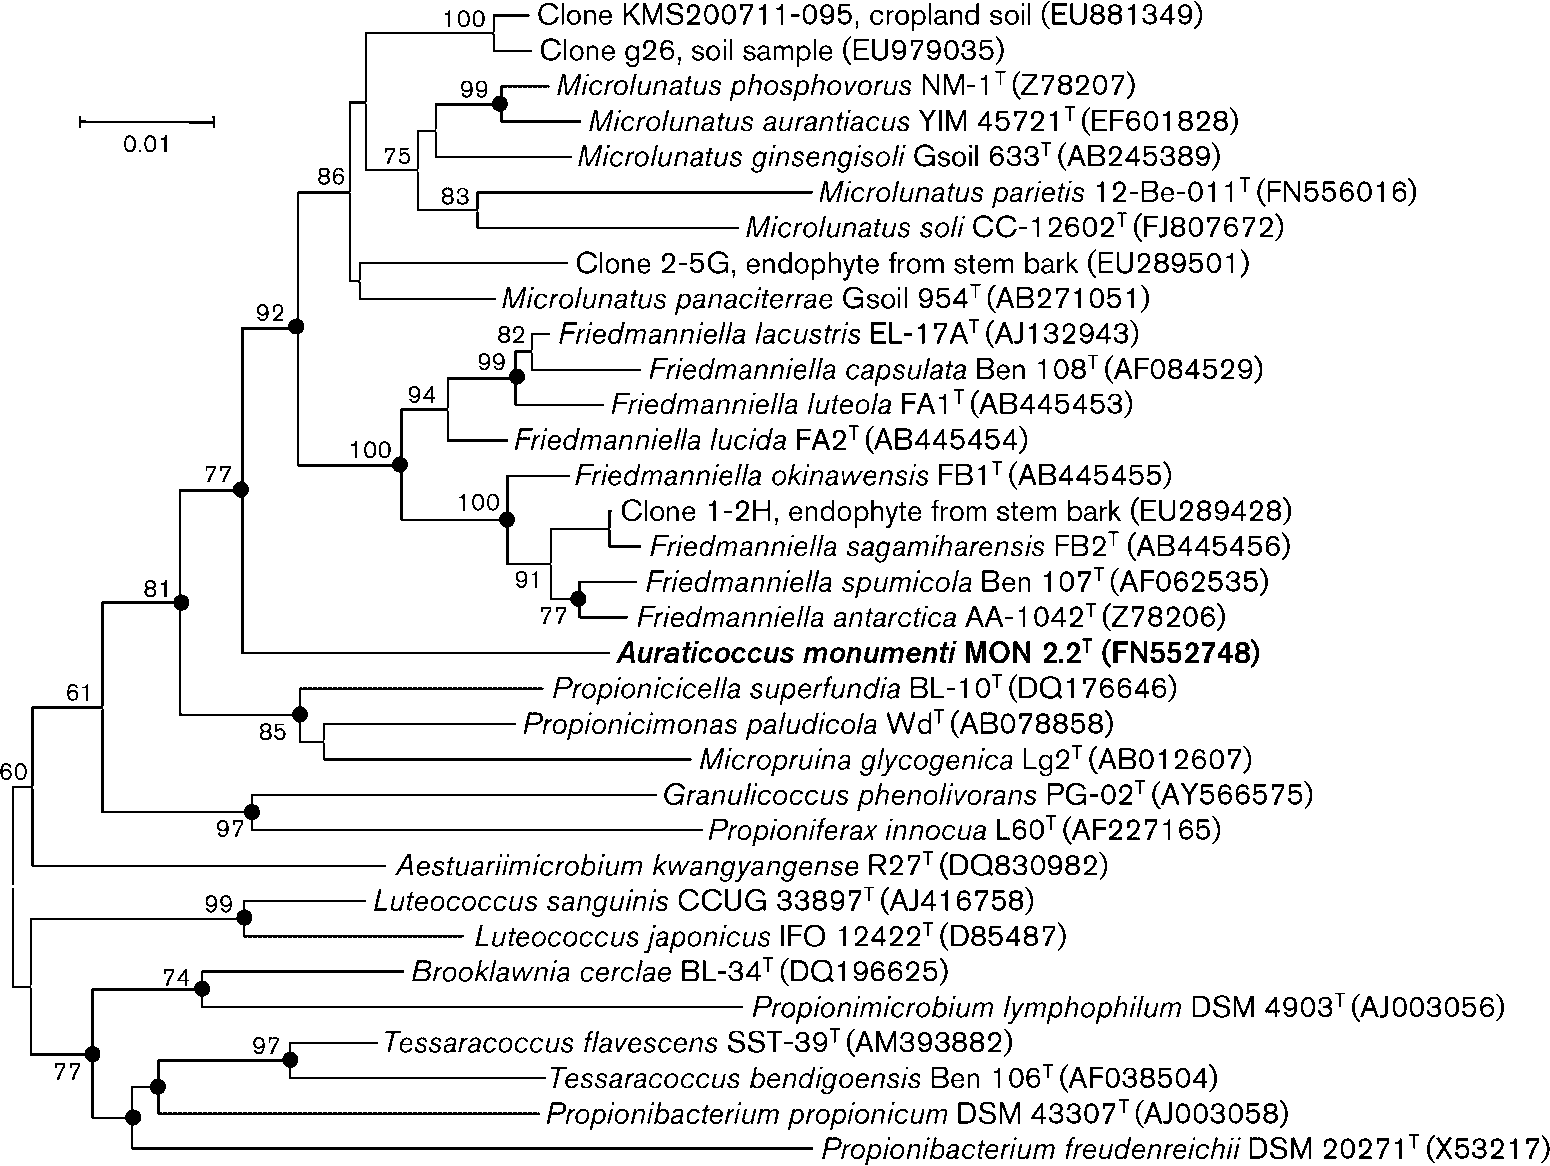 100 Clone KMS200711-095, cropland soil (EU881349)
Clone g26, soil sample (EU979035)
99 Microlunatus phosphovorus NM-1ᵀ (Z78207)
Microlunatus aurantiacus YIM 45721ᵀ (EF601828)
0.01
75 Microlunatus ginsengisoli Gsoil 633ᵀ (AB245389)
86
83 Microlunatus parietis 12-Be-011ᵀ (FN556016)
Microlunatus soli CC-12602ᵀ (FJ807672)
Clone 2-5G, endophyte from stem bark (EU289501)
Microlunatus panaciterrae Gsoil 954ᵀ (AB271051)
92
82 Friedmanniella lacustris EL-17Aᵀ (AJ132943)
99 Friedmanniella capsulata Ben 108ᵀ (AF084529)
94 Friedmanniella luteola FA1ᵀ (AB445453)
Friedmanniella lucida FA2ᵀ (AB445454)
100
77 Friedmanniella okinawensis FB1ᵀ (AB445455)
100 Clone 1-2H, endophyte from stem bark (EU289428)
Friedmanniella sagamiharensis FB2ᵀ (AB445456)
91 Friedmanniella spumicola Ben 107ᵀ (AF062535)
81
77 Friedmanniella antarctica AA-1042ᵀ (Z78206)
Auraticoccus monumenti MON 2.2ᵀ (FN552748)
61 Propionicicella superfundia BL-10ᵀ (DQ176646)
85 Propionicimonas paludicola Wdᵀ (AB078858)
Micropruina glycogenica Lg2ᵀ (AB012607)
60
Granulicoccus phenolivorans PG-02ᵀ (AY566575)
97 Propioniferax innocua L60ᵀ (AF227165)
Aestuariimicrobium kwangyangense R27ᵀ (DQ830982)
99 Luteococcus sanguinis CCUG 33897ᵀ (AJ416758)
Luteococcus japonicus IFO 12422ᵀ (D85487)
74 Brooklawnia cerclae BL-34ᵀ (DQ196625)
Propionimicrobium lymphophilum DSM 4903ᵀ (AJ003056)
97 Tessaracoccus flavescens SST-39ᵀ (AM393882)
77 Tessaracoccus bendigoensis Ben 106ᵀ (AF038504)
Propionibacterium propionicum DSM 43307ᵀ (AJ003058)
Propionibacterium freudenreichii DSM 20271ᵀ (X53217)